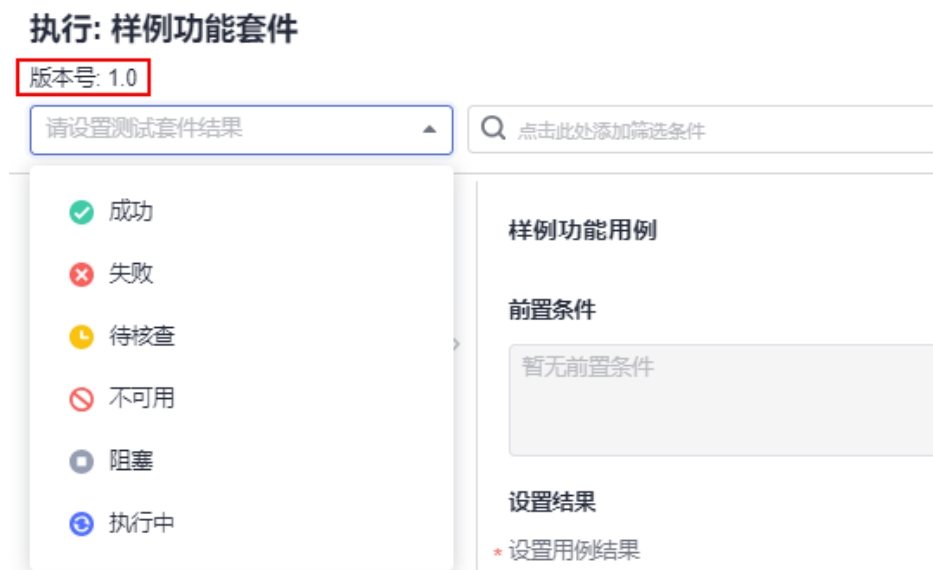 执行: 样例功能套件
版本号: 1.0
请设置测试套件结果
点击此处添加筛选条件
成功
失败
待核查
不可用
阻塞
执行中
样例功能用例
前置条件
暂无前置条件
设置结果
* 设置用例结果